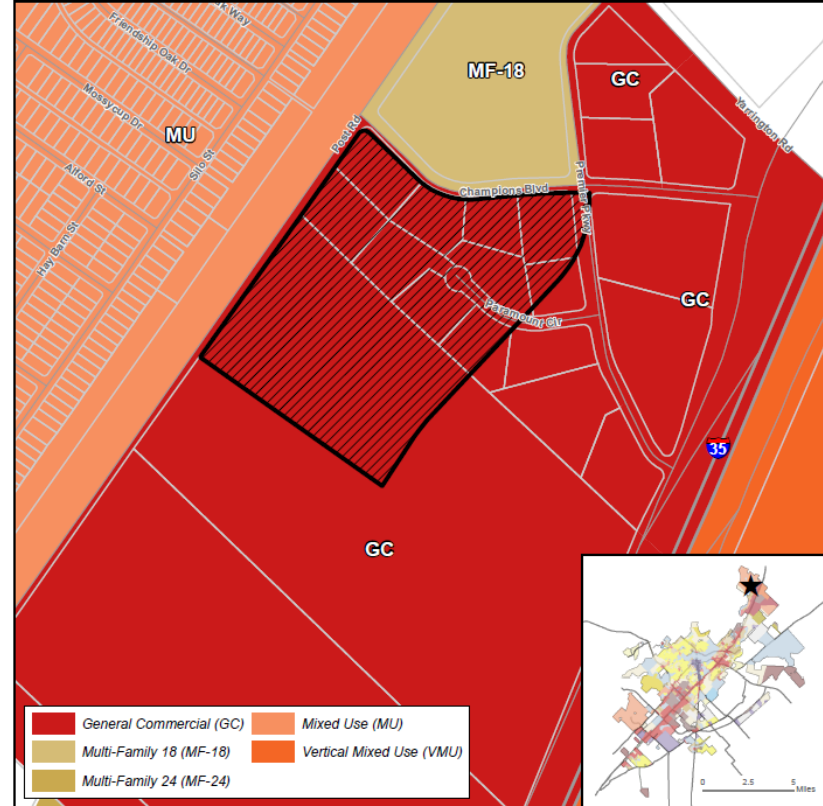 rk Way
Friendship Oak Dr
Mossycup Dr
MU
Alford St
Silo St
Hay Barn St
Post Rd
MF-18
GC
Yarrington Rd
Champions Blvd
Premier Pkwy
GC
Paramount Cir
35
GC
General Commercial (GC)
Multi-Family 18 (MF-18)
Multi-Family 24 (MF-24)
Mixed Use (MU)
Vertical Mixed Use (VMU)
0 2.5 5
Miles